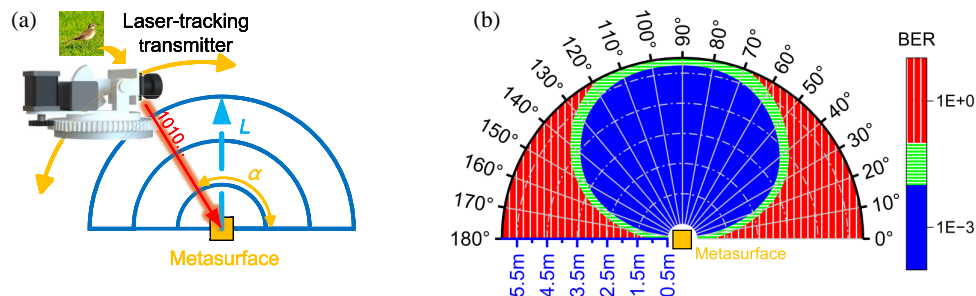 (a)
Laser-tracking
transmitter
1010...
L
α
Metasurface
(b)
0°
10°
20°
30°
40°
50°
60°
70°
80°
90°
100°
110°
120°
130°
140°
150°
160°
170°
180°
5.5m
4.5m
3.5m
2.5m
1.5m
0.5m
Metasurface
BER
1E+0
1E−3